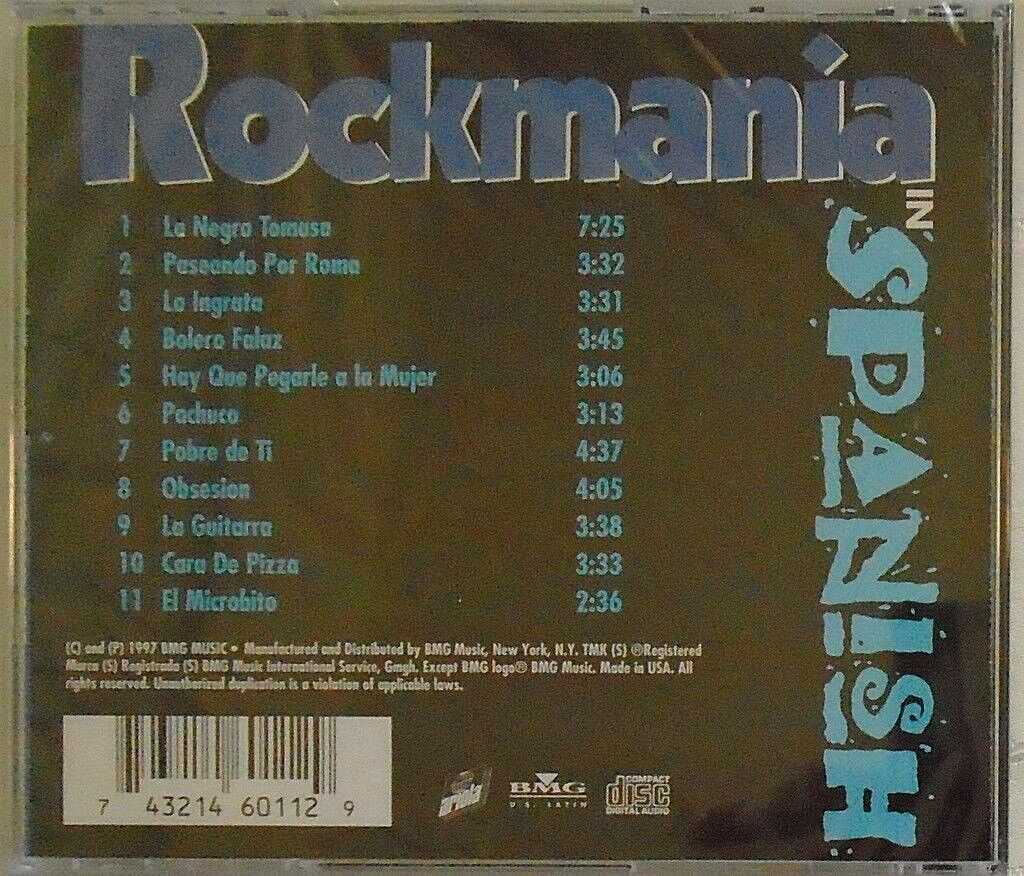 Rockmania
IN
SPANISH
1 La Negra Tomasa 7:25
2 Paseando Por Roma 3:32
3 La Ingrata 3:31
4 Bolero Falaz 3:45
5 Hay Que Pegarle a la Mujer 3:06
6 Pachuco 3:13
7 Pobre de Ti 4:37
8 Obsesion 4:05
9 La Guitarra 3:38
10 Cara De Pizza 3:33
11 El Microbito 2:36
(C) and (P) 1997 BMG MUSIC • Manufactured and Distributed by BMG Music, New York, N.Y. TMK (S) ®Registered
Marca (S) Registrada (S) BMG Music International Service, Gmgh. Except BMG logo® BMG Music. Made in USA. All
rights reserved. Unauthorized duplication is a violation of applicable laws.
7 43214 60112 9
ariola
BMG
U.S. LATIN
COMPACT
disc
DIGITAL AUDIO